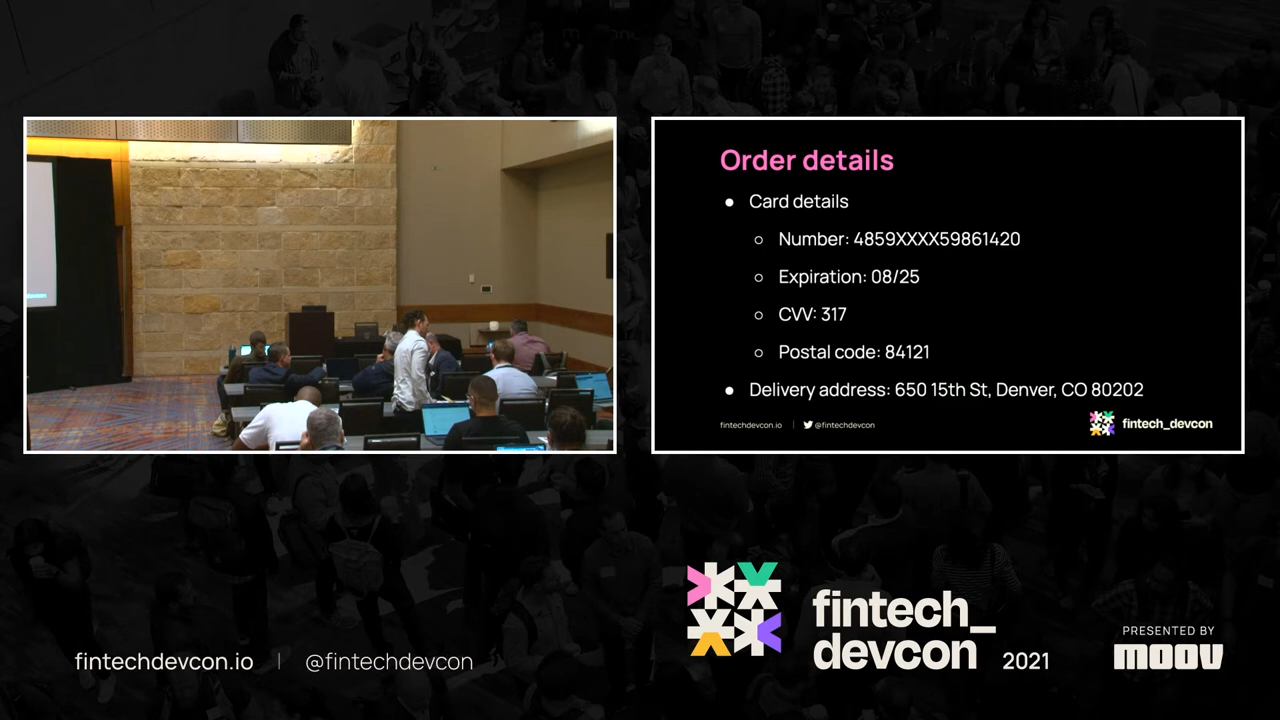 Order details
Card details
Number: 4859XXXX59861420
Expiration: 08/25
CVV: 317
Postal code: 84121
Delivery address: 650 15th St, Denver, CO 80202
fintechdevcon.io | @fintechdevcon
fintech_devcon
fintech_
devcon 2021
PRESENTED BY
moov
fintechdevcon.io | @fintechdevcon